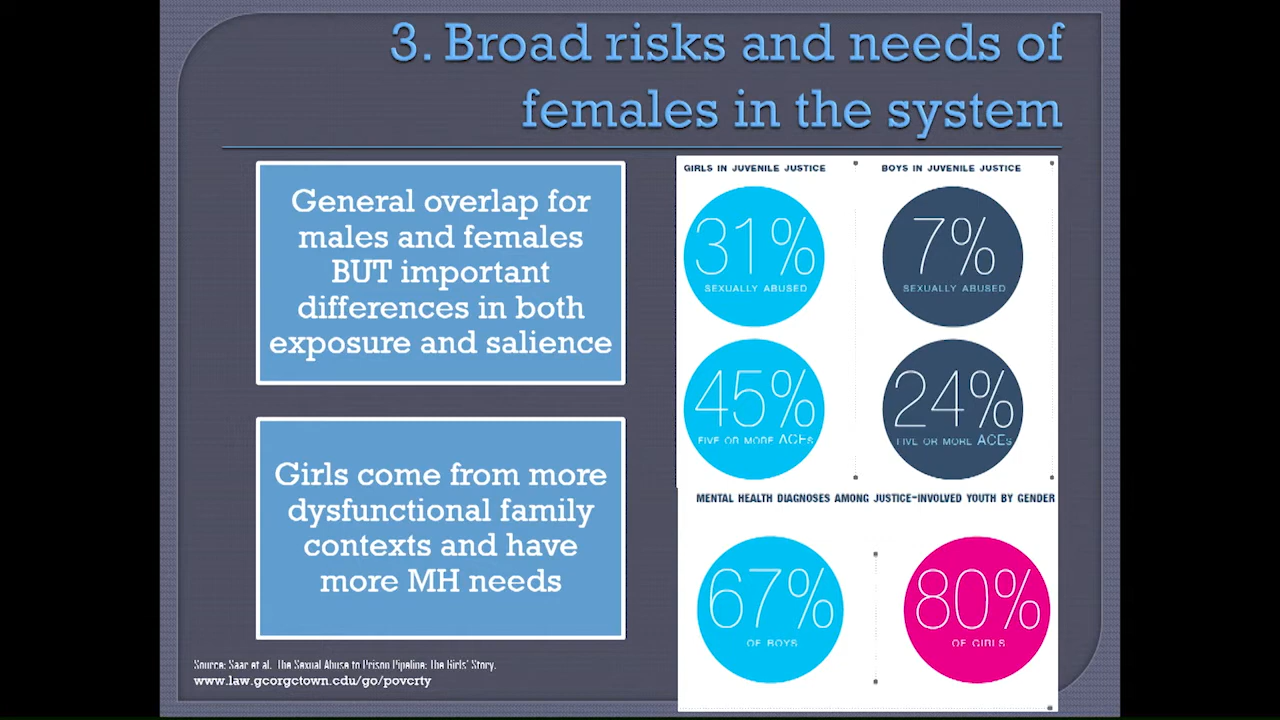 3. Broad risks and needs of
females in the system
General overlap for
males and females
BUT important
differences in both
exposure and salience
Girls come from more
dysfunctional family
contexts and have
more MH needs
GIRLS IN JUVENILE JUSTICE
BOYS IN JUVENILE JUSTICE
31%
SEXUALLY ABUSED
7%
SEXUALLY ABUSED
45%
FIVE OR MORE ACEs
24%
FIVE OR MORE ACEs
MENTAL HEALTH DIAGNOSES AMONG JUSTICE-INVOLVED YOUTH BY GENDER
67%
OF BOYS
80%
OF GIRLS
Source: Saar et al. The Sexual Abuse to Prison Pipeline: The Girls' Story.
www.law.georgetown.edu/go/poverty